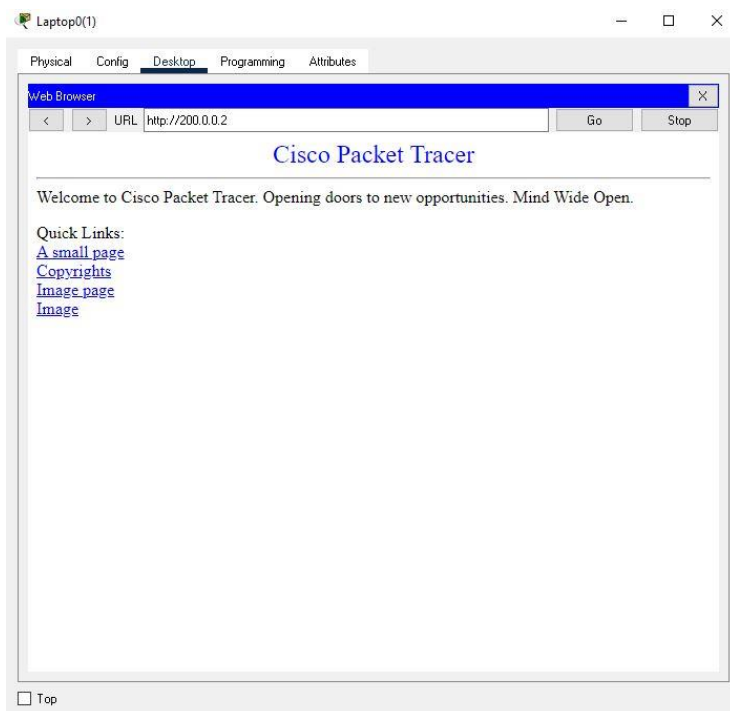 Laptop0(1)
Physical Config Desktop Programming Attributes
Web Browser X
< > URL http://200.0.0.2 Go Stop
Cisco Packet Tracer
Welcome to Cisco Packet Tracer. Opening doors to new opportunities. Mind Wide Open.
Quick Links:
A small page
Copyrights
Image page
Image
Top